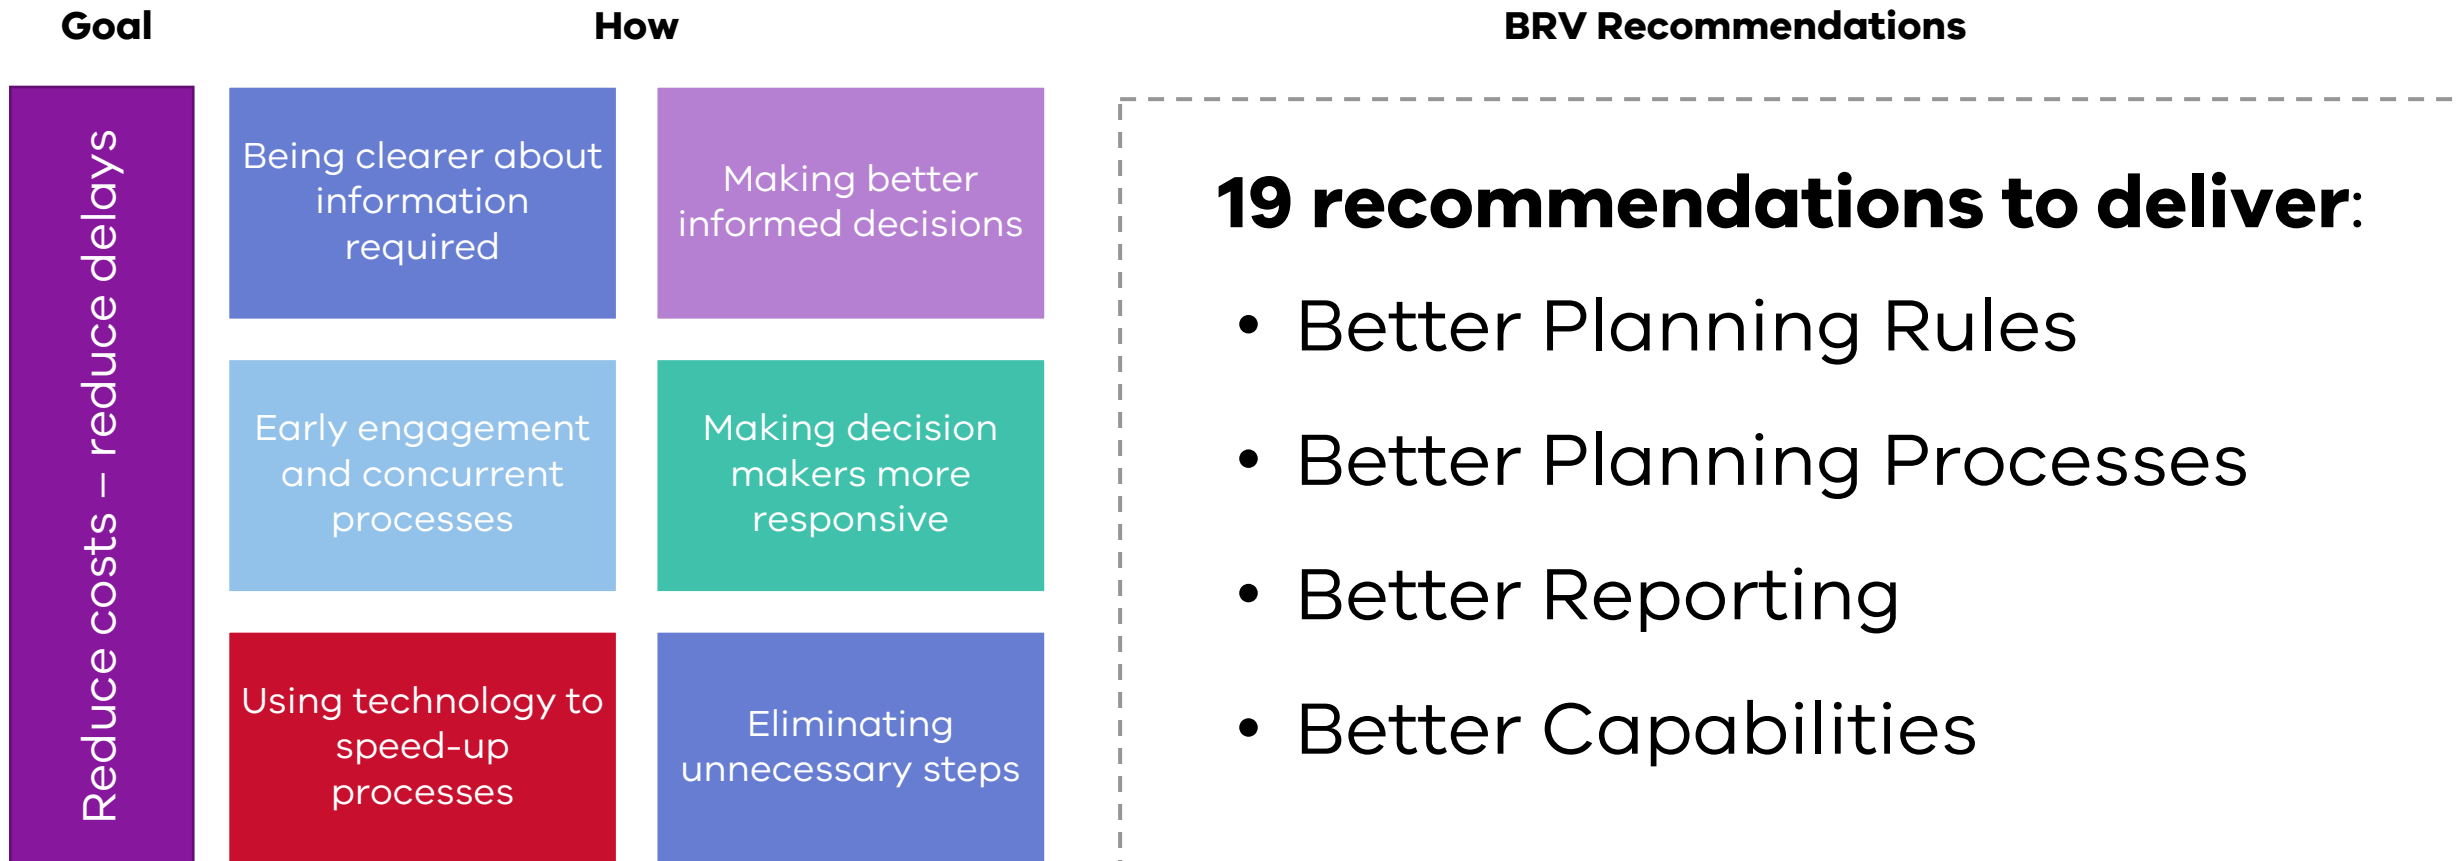 Goal
How
BRV Recommendations
Reduce costs – reduce delays
Being clearer about
information
required
Making better
informed decisions
Early engagement
and concurrent
processes
Making decision
makers more
responsive
Using technology to
speed-up
processes
Eliminating
unnecessary steps
19 recommendations to deliver:
• Better Planning Rules
• Better Planning Processes
• Better Reporting
• Better Capabilities